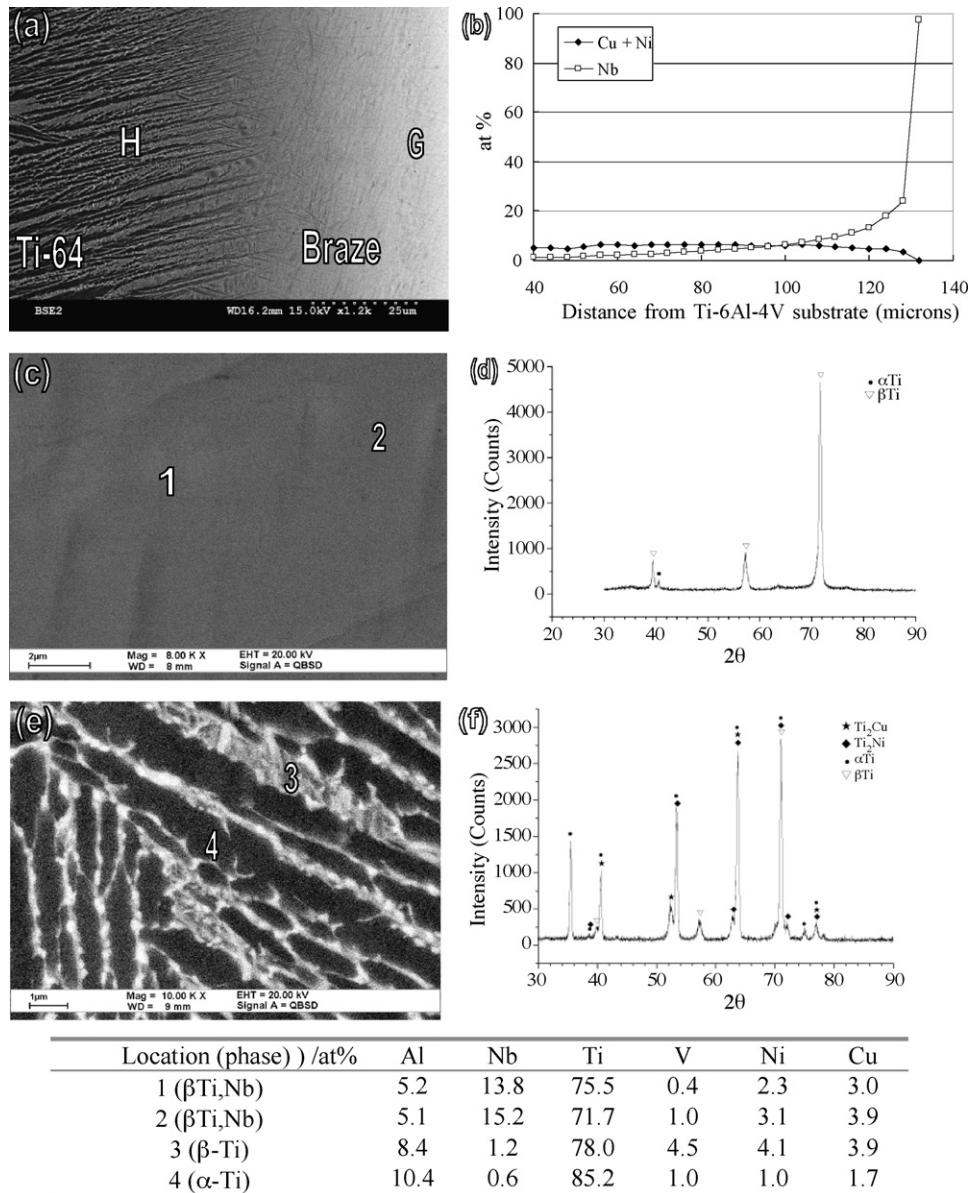 (a)
H
G
Ti-64
Braze
BSE2 WD16.2mm 15.0kV x1.2k 25um
(b)
Cu + Ni
Nb
at %
100
80
60
40
20
0
40 60 80 100 120 140
Distance from Ti-6Al-4V substrate (microns)
(c)
1
2
2µm
Mag = 8.00 K X EHT = 20.00 kV
WD = 8 mm Signal A = QBSD
(d)
αTi
βTi
Intensity (Counts)
5000
4000
3000
2000
1000
0
20 30 40 50 60 70 80 90
2θ
(e)
3
4
1µm
Mag = 10.00 K X EHT = 20.00 kV
WD = 9 mm Signal A = QBSD
(f)
Ti2Cu
Ti2Ni
αTi
βTi
Intensity (Counts)
3000
2500
2000
1500
1000
500
0
30 40 50 60 70 80 90
2θ
Location (phase) ) /at% Al Nb Ti V Ni Cu
1 (βTi,Nb) 5.2 13.8 75.5 0.4 2.3 3.0
2 (βTi,Nb) 5.1 15.2 71.7 1.0 3.1 3.9
3 (β-Ti) 8.4 1.2 78.0 4.5 4.1 3.9
4 (α-Ti) 10.4 0.6 85.2 1.0 1.0 1.7